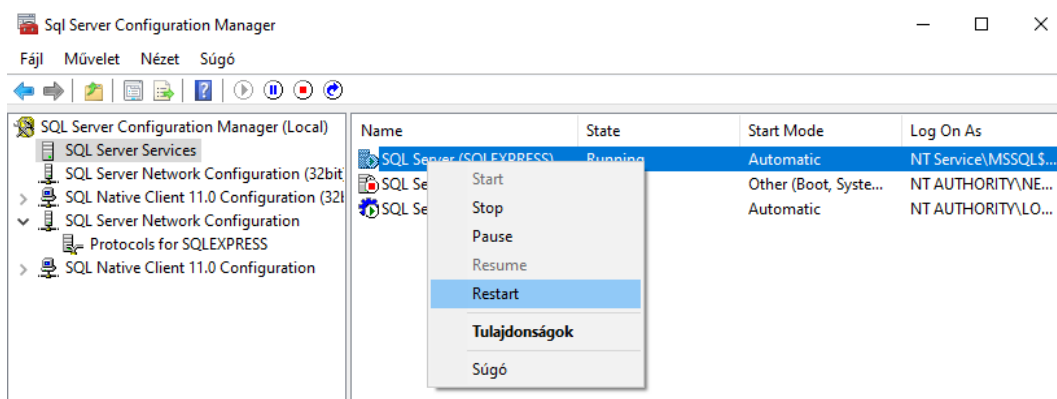 Sql Server Configuration Manager
Fájl Művelet Nézet Súgó
SQL Server Configuration Manager (Local)
SQL Server Services
SQL Server Network Configuration (32bit
SQL Native Client 11.0 Configuration (32b
SQL Server Network Configuration
Protocols for SQLEXPRESS
SQL Native Client 11.0 Configuration
Name State Start Mode Log On As
SQL Server (SQLEXPRESS) Running Automatic NT Service\MSSQL$...
SQL Se Other (Boot, Syste... NT AUTHORITY\NE...
SQL Se Automatic NT AUTHORITY\LO...
Start
Stop
Pause
Resume
Restart
Tulajdonságok
Súgó